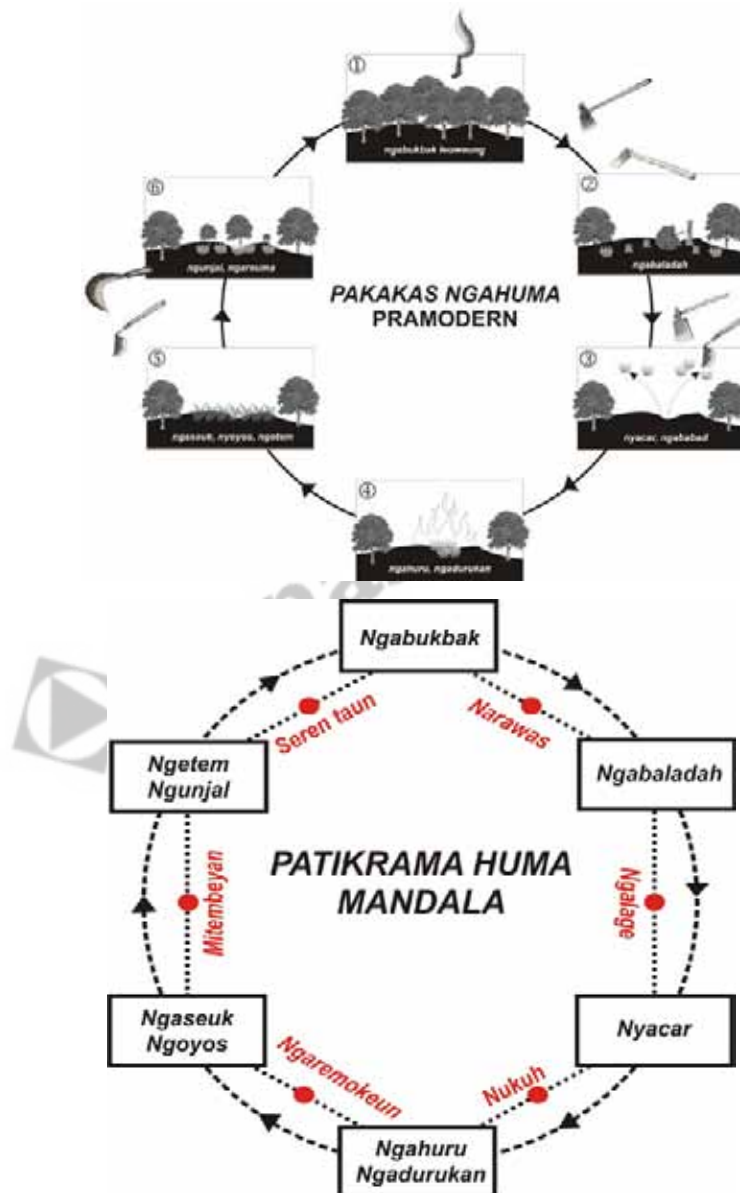 ①
ngabukbak leuweung
②
ngabaladah
③
nyacar, ngababad
④
ngahuru, ngadurukan
⑤
ngaseuk, nyoyos, ngetem
⑥
ngunjal, ngarsuma
PAKAKAS NGAHUMA
PRAMODERN
Ngabukbak
Seren taun
Narawas
Ngetem
Ngunjal
Ngabaladah
PATIKRAMA HUMA
MANDALA
Mitembeyan
Ngalage
Ngaseuk
Ngoyos
Nyacar
Ngaremokeun
Nukuh
Ngahuru
Ngadurukan